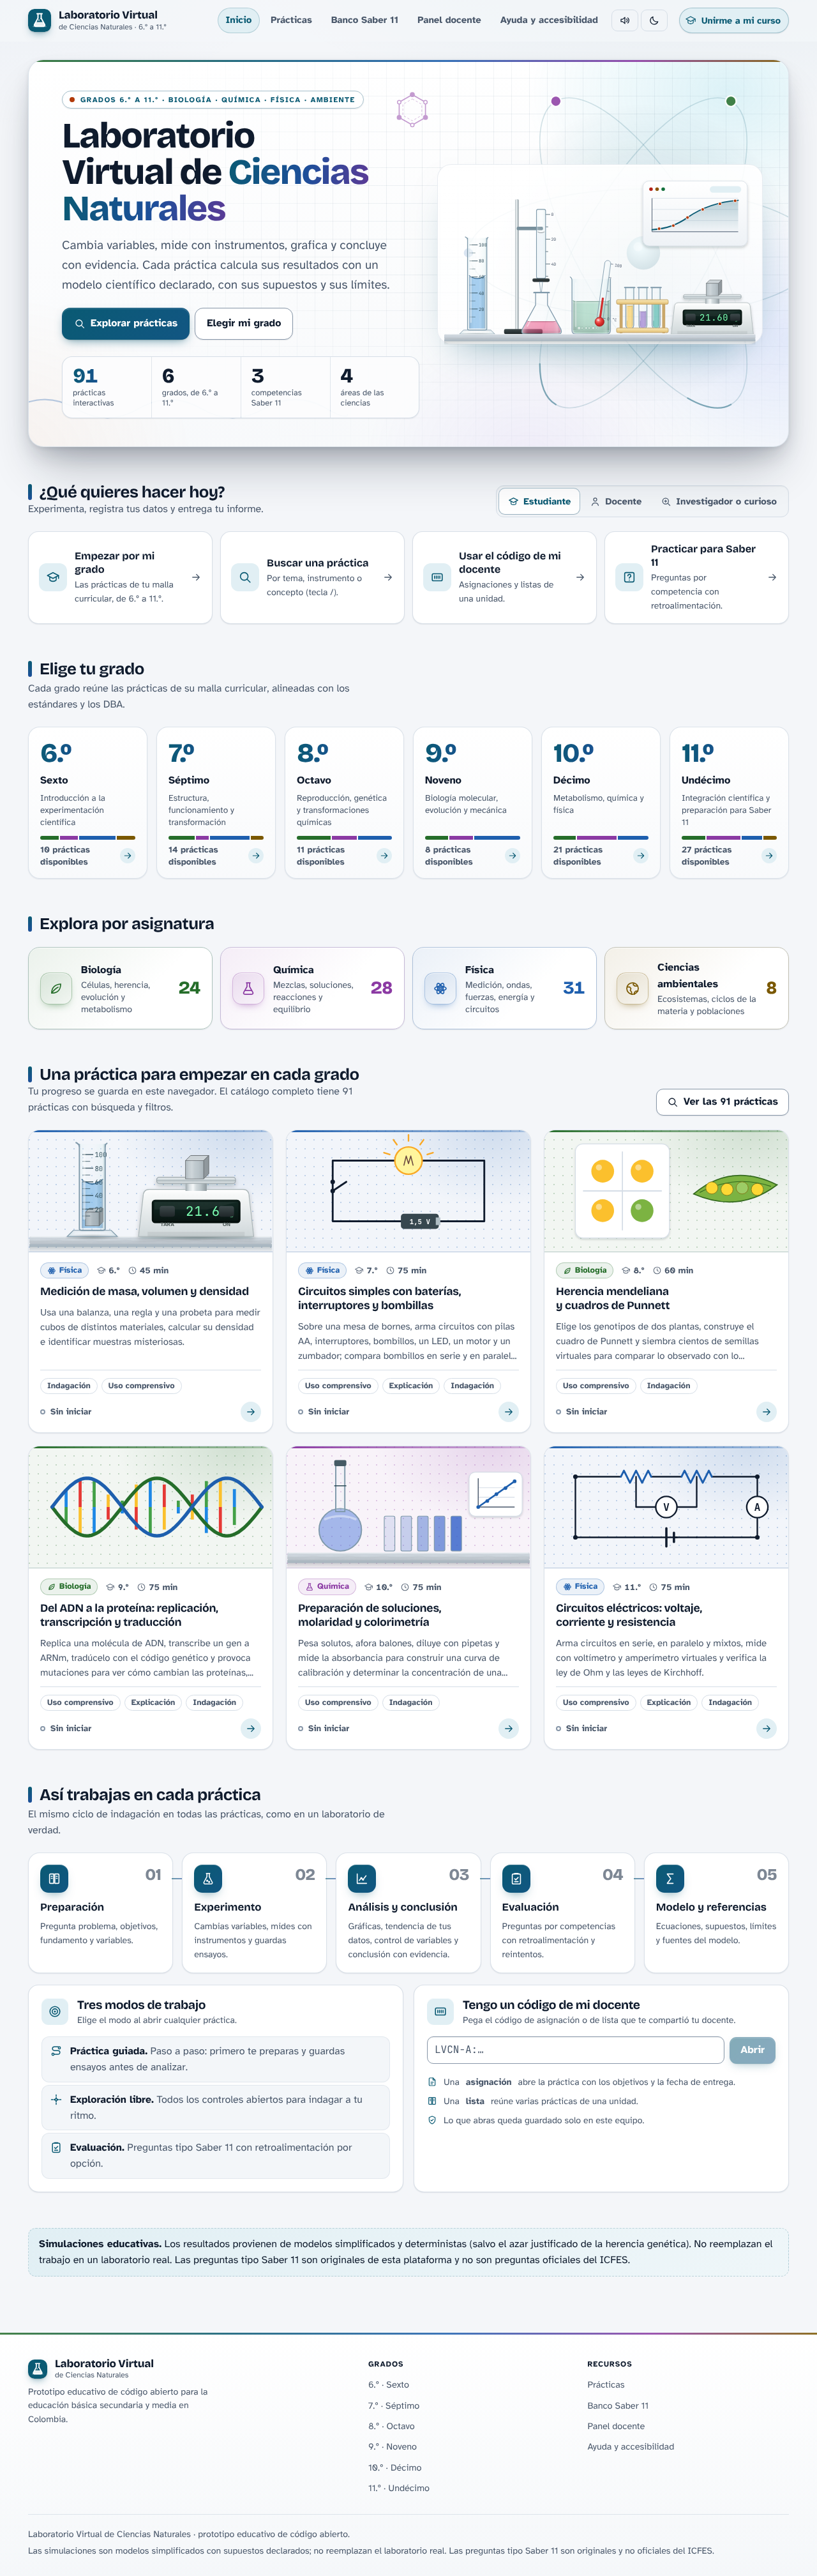 Laboratorio Virtual
de Ciencias Naturales · 6.° a 11.°
Inicio
Prácticas
Banco Saber 11
Panel docente
Ayuda y accesibilidad
Unirme a mi curso
GRADOS 6.° A 11.° · BIOLOGÍA · QUÍMICA · FÍSICA · AMBIENTE
Laboratorio
Virtual de Ciencias
Naturales
Cambia variables, mide con instrumentos, grafica y concluye
con evidencia. Cada práctica calcula sus resultados con un
modelo científico declarado, con sus supuestos y sus límites.
Explorar prácticas
Elegir mi grado
21.60
91
prácticas
interactivas
6
grados, de 6.° a
11.°
3
competencias
Saber 11
4
áreas de las
ciencias
¿Qué quieres hacer hoy?
Experimenta, registra tus datos y entrega tu informe.
Estudiante
Docente
Investigador o curioso
Empezar por mi
grado
Las prácticas de tu malla
curricular, de 6.° a 11.°.
Buscar una práctica
Por tema, instrumento o
concepto (tecla /).
Usar el código de mi
docente
Asignaciones y listas de
una unidad.
Practicar para Saber
11
Preguntas por
competencia con
retroalimentación.
Elige tu grado
Cada grado reúne las prácticas de su malla curricular, alineadas con los
estándares y los DBA.
6.º
Sexto
Introducción a la
experimentación
científica
10 prácticas
disponibles
7.º
Séptimo
Estructura,
funcionamiento y
transformación
14 prácticas
disponibles
8.º
Octavo
Reproducción, genética
y transformaciones
químicas
11 prácticas
disponibles
9.º
Noveno
Biología molecular,
evolución y mecánica
8 prácticas
disponibles
10.º
Décimo
Metabolismo, química y
física
21 prácticas
disponibles
11.º
Undécimo
Integración científica y
preparación para Saber
11
27 prácticas
disponibles
Explora por asignatura
Biología
Células, herencia,
evolución y
metabolismo
24
Química
Mezclas, soluciones,
reacciones y
equilibrio
28
Física
Medición, ondas,
fuerzas, energía y
circuitos
31
Ciencias
ambientales
Ecosistemas, ciclos de la
materia y poblaciones
8
Una práctica para empezar en cada grado
Tu progreso se guarda en este navegador. El catálogo completo tiene 91
prácticas con búsqueda y filtros.
Ver las 91 prácticas
100
80
60
40
20
21.6
Física
6.°
45 min
Medición de masa, volumen y densidad
Usa una balanza, una regla y una probeta para medir
cubos de distintos materiales, calcular su densidad
e identificar muestras misteriosas.
Indagación
Uso comprensivo
Sin iniciar
1,5 V
Física
7.°
75 min
Circuitos simples con baterías,
interruptores y bombillas
Sobre una mesa de bornes, arma circuitos con pilas
AA, interruptores, bombillos, un LED, un motor y un
zumbador; compara bombillos en serie y en paralel...
Uso comprensivo
Explicación
Indagación
Sin iniciar
Biología
8.°
60 min
Herencia mendeliana
y cuadros de Punnett
Elige los genotipos de dos plantas, construye el
cuadro de Punnett y siembra cientos de semillas
virtuales para comparar lo observado con lo...
Uso comprensivo
Indagación
Sin iniciar
Biología
9.°
75 min
Del ADN a la proteína: replicación,
transcripción y traducción
Replica una molécula de ADN, transcribe un gen a
ARNm, tradúcelo con el código genético y provoca
mutaciones para ver cómo cambian las proteínas,...
Uso comprensivo
Explicación
Indagación
Sin iniciar
Química
10.°
75 min
Preparación de soluciones,
molaridad y colorimetría
Pesa solutos, afora balones, diluye con pipetas y
mide la absorbancia para construir una curva de
calibración y determinar la concentración de una...
Uso comprensivo
Indagación
Sin iniciar
V
A
Física
11.°
75 min
Circuitos eléctricos: voltaje,
corriente y resistencia
Arma circuitos en serie, en paralelo y mixtos, mide
con voltímetro y amperímetro virtuales y verifica la
ley de Ohm y las leyes de Kirchhoff.
Uso comprensivo
Explicación
Indagación
Sin iniciar
Así trabajas en cada práctica
El mismo ciclo de indagación en todas las prácticas, como en un laboratorio de
verdad.
01
Preparación
Pregunta problema, objetivos,
fundamento y variables.
02
Experimento
Cambias variables, mides con
instrumentos y guardas
ensayos.
03
Análisis y conclusión
Gráficas, tendencia de tus
datos, control de variables y
conclusión con evidencia.
04
Evaluación
Preguntas por competencias
con retroalimentación y
reintentos.
05
Modelo y referencias
Ecuaciones, supuestos, límites
y fuentes del modelo.
Tres modos de trabajo
Elige el modo al abrir cualquier práctica.
Práctica guiada. Paso a paso: primero te preparas y guardas
ensayos antes de analizar.
Exploración libre. Todos los controles abiertos para indagar a tu
ritmo.
Evaluación. Preguntas tipo Saber 11 con retroalimentación por
opción.
Tengo un código de mi docente
Pega el código de asignación o de lista que te compartió tu docente.
LVCN-A:…
Abrir
Una asignación abre la práctica con los objetivos y la fecha de entrega.
Una lista reúne varias prácticas de una unidad.
Lo que abras queda guardado solo en este equipo.
Simulaciones educativas. Los resultados provienen de modelos simplificados y deterministas (salvo el azar justificado de la herencia genética). No reemplazan el
trabajo en un laboratorio real. Las preguntas tipo Saber 11 son originales de esta plataforma y no son preguntas oficiales del ICFES.
Laboratorio Virtual
de Ciencias Naturales
Prototipo educativo de código abierto para la
educación básica secundaria y media en
Colombia.
GRADOS
6.° · Sexto
7.° · Séptimo
8.° · Octavo
9.° · Noveno
10.° · Décimo
11.° · Undécimo
RECURSOS
Prácticas
Banco Saber 11
Panel docente
Ayuda y accesibilidad
Laboratorio Virtual de Ciencias Naturales · prototipo educativo de código abierto.
Las simulaciones son modelos simplificados con supuestos declarados; no reemplazan el laboratorio real. Las preguntas tipo Saber 11 son originales y no oficiales del ICFES.